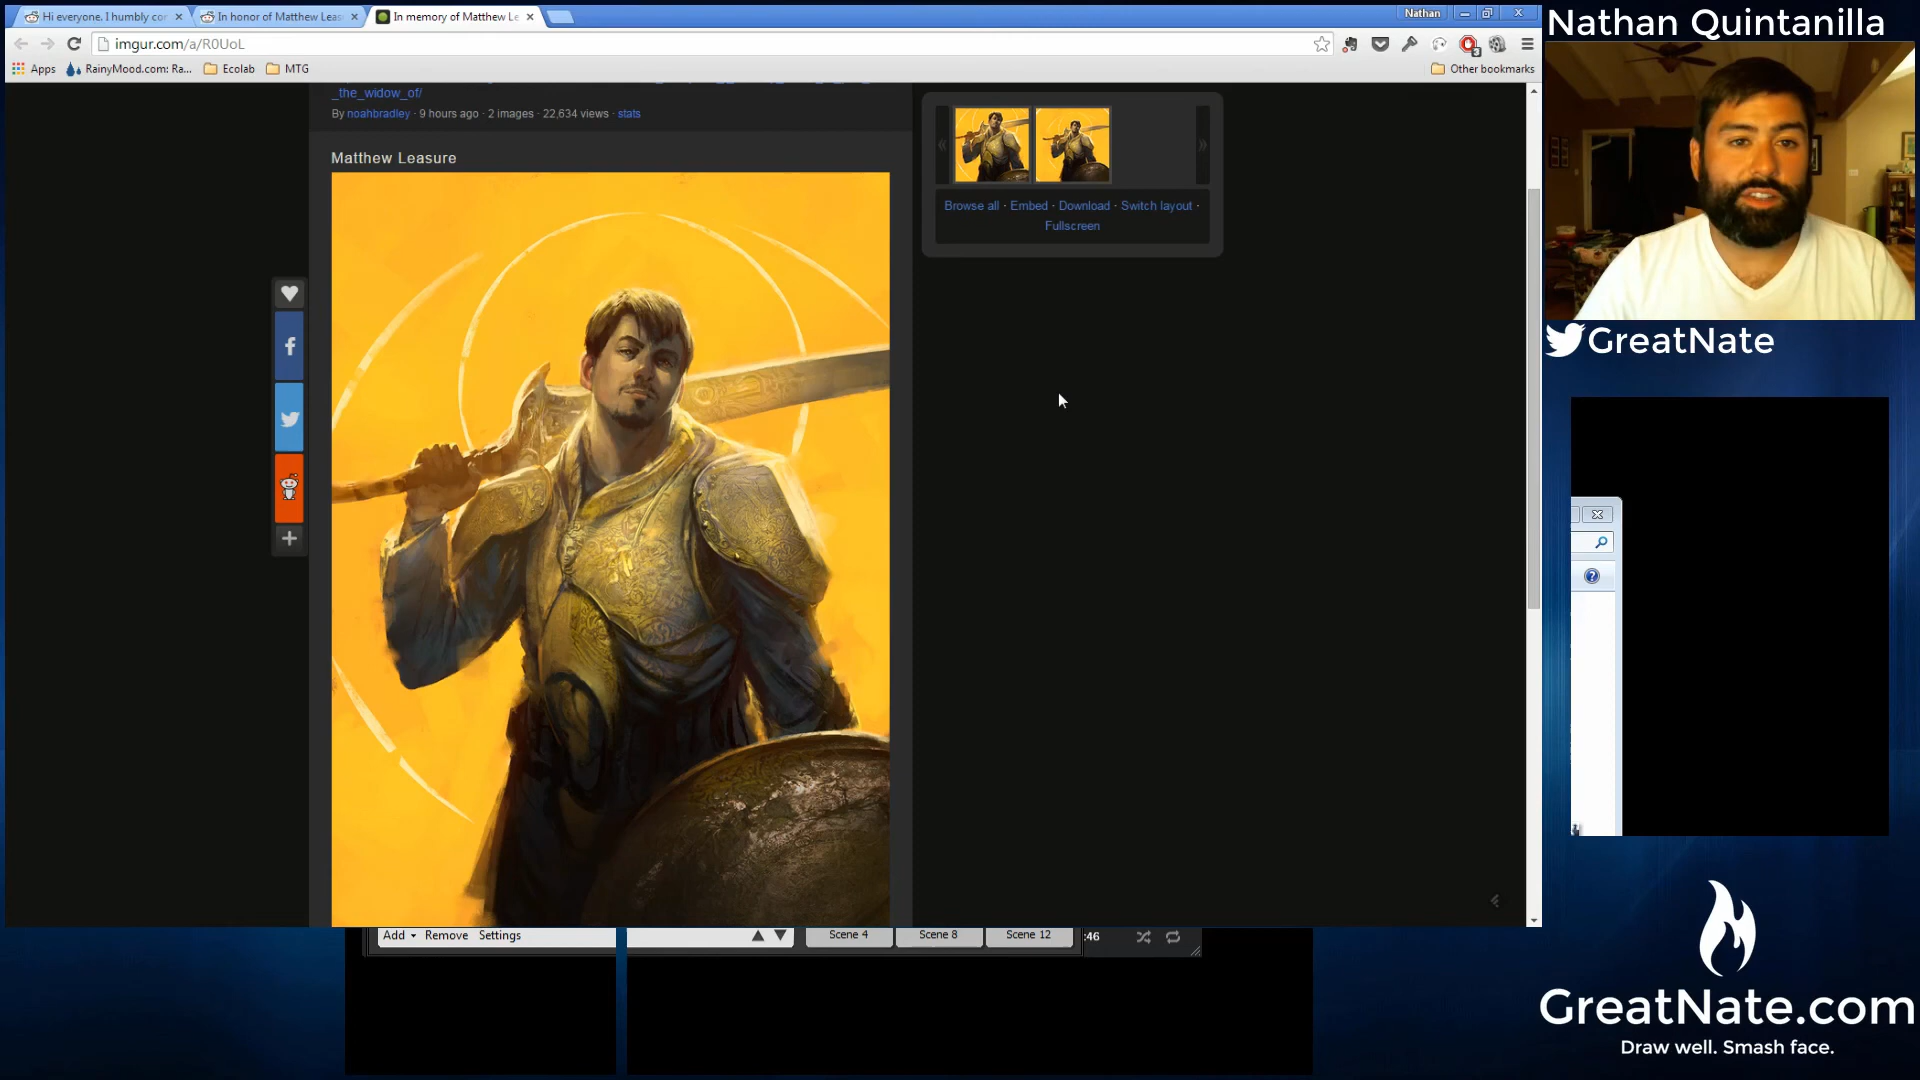 Hi everyone. I humbly co
In honor of Matthew Leas
In memory of Matthew Le
Nathan
imgur.com/a/R0UoL
Apps
RainyMood.com: Ra...
Ecolab
MTG
Other bookmarks
_the_widow_of/
By noahbradley · 9 hours ago · 2 images · 22,634 views · stats
Matthew Leasure
Browse all · Embed · Download · Switch layout ·
Fullscreen
Add
Remove
Settings
Scene 4
Scene 8
Scene 12
:46
Nathan Quintanilla
GreatNate
GreatNate.com
Draw well. Smash face.